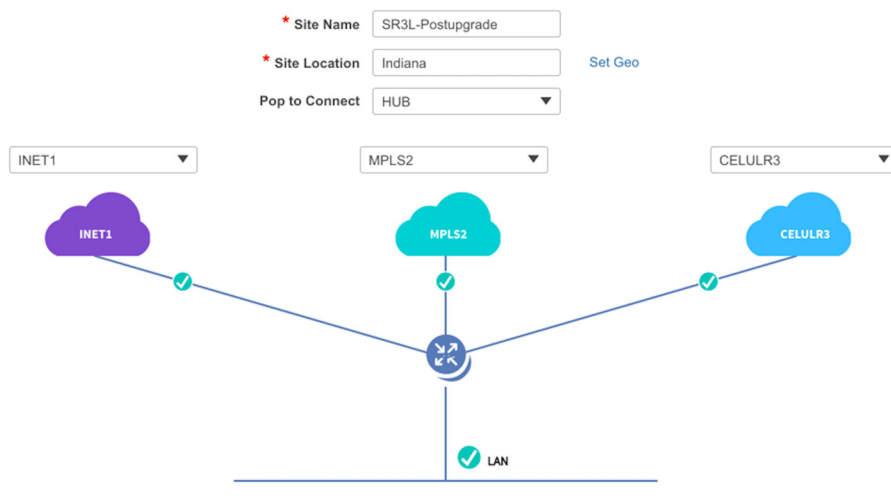 * Site Name SR3L-Postupgrade
* Site Location Indiana Set Geo
Pop to Connect HUB
INET1 MPLS2 CELULR3
INET1 MPLS2 CELULR3
LAN